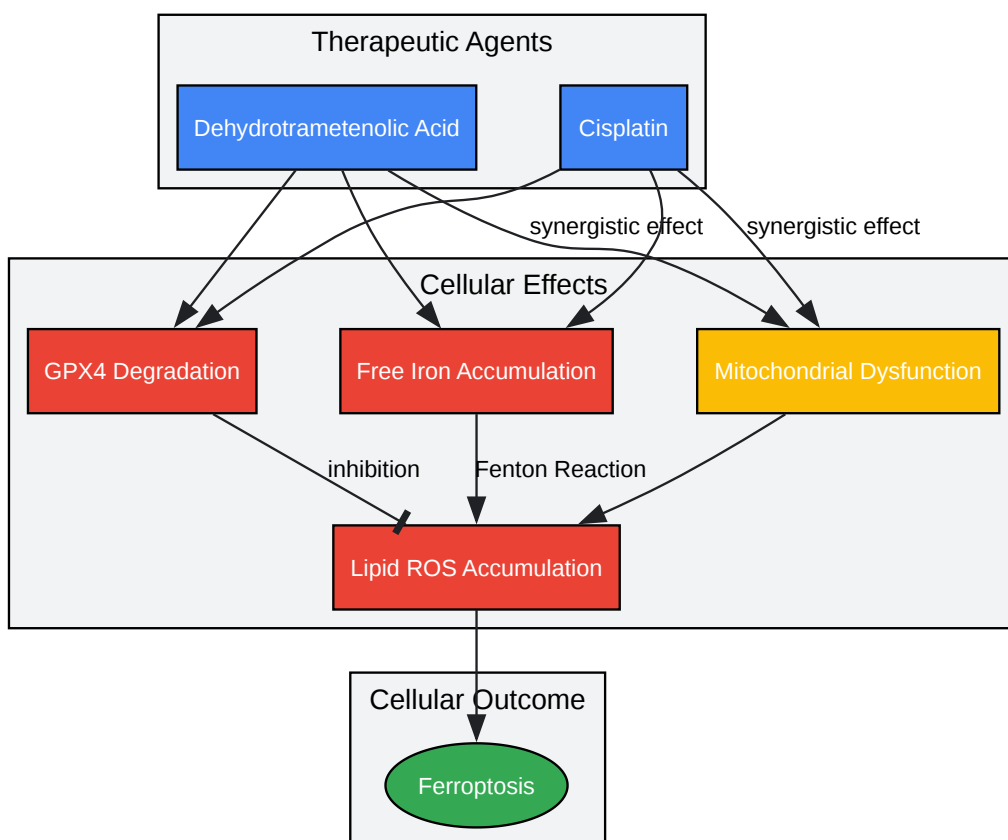 Therapeutic Agents
Dehydrotrametenolic Acid
Cisplatin
synergistic effect
synergistic effect
Cellular Effects
GPX4 Degradation
Free Iron Accumulation
Mitochondrial Dysfunction
inhibition
Fenton Reaction
Lipid ROS Accumulation
Cellular Outcome
Ferroptosis